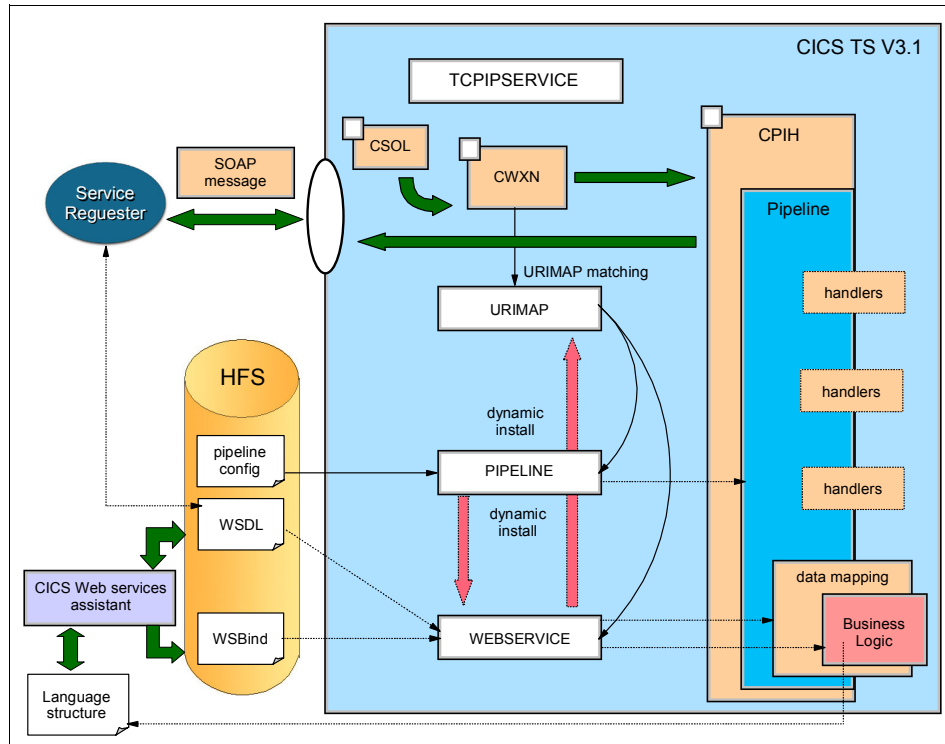 CICS TS V3.1
TCPIPSERVICE
CSOL
CWXN
CPIH
SOAP
message
Service
Reguester
Pipeline
URIMAP matching
URIMAP
handlers
HFS
dynamic
install
handlers
pipeline
config
PIPELINE
handlers
dynamic
install
WSDL
CICS Web services
assistant
data mapping
WSBind
WEBSERVICE
Business
Logic
Language
structure